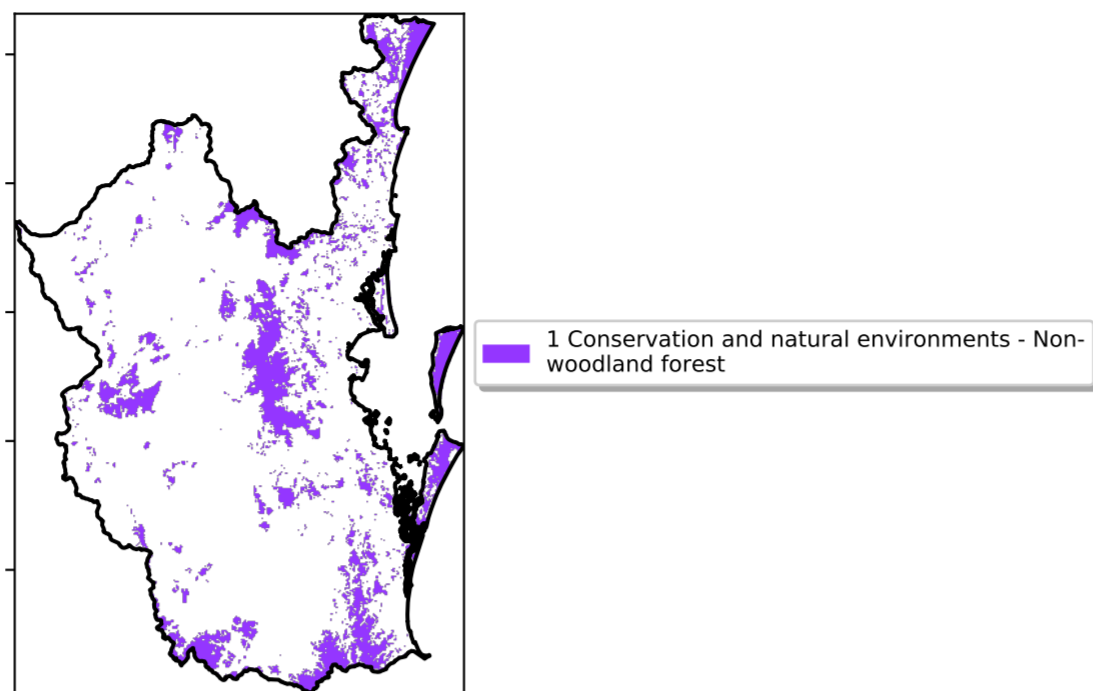 1 Conservation and natural environments - Non-
woodland forest